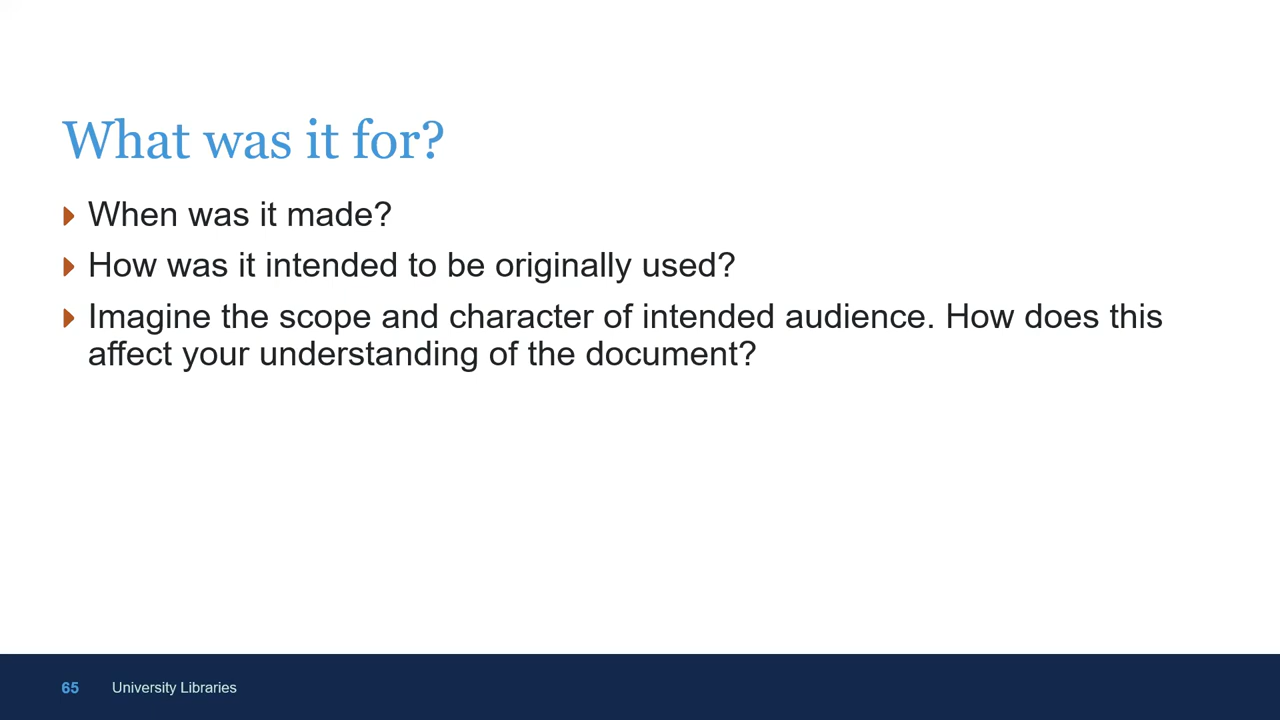 What was it for?
When was it made?
How was it intended to be originally used?
Imagine the scope and character of intended audience. How does this
affect your understanding of the document?
65 University Libraries